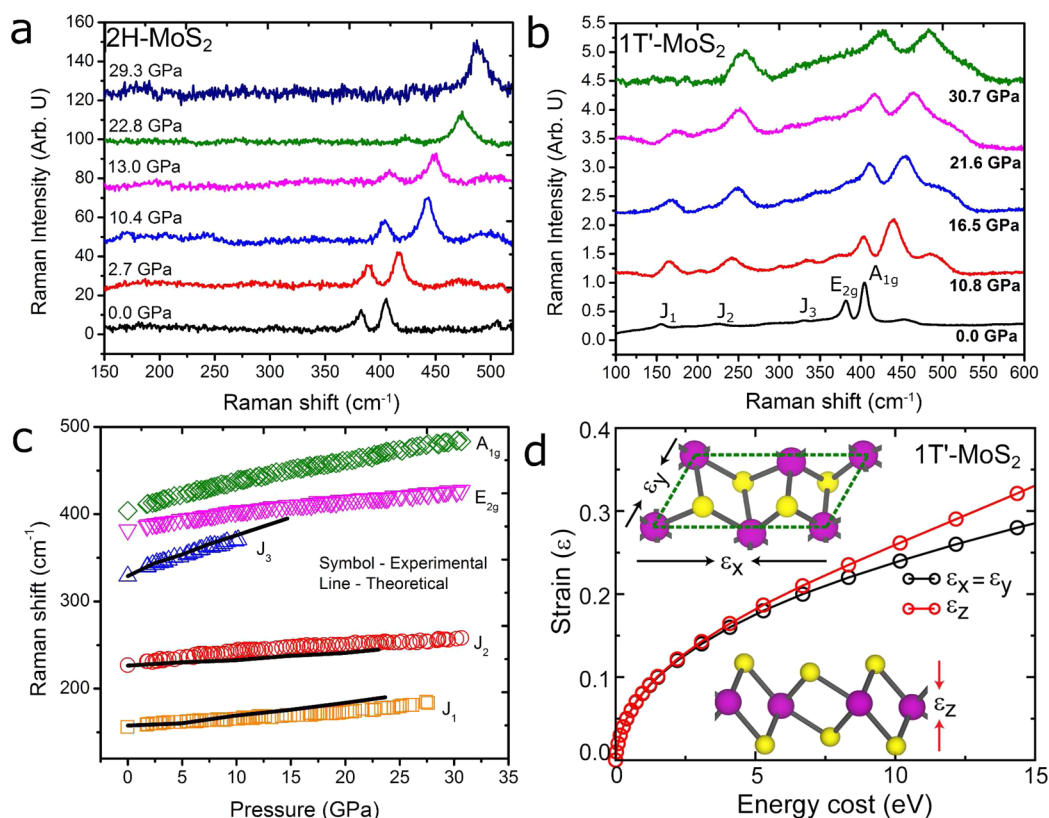 a
2H-MoS2
160
140
120
100
80
60
40
20
0
Raman Intensity (Arb. U)
29.3 GPa
22.8 GPa
13.0 GPa
10.4 GPa
2.7 GPa
0.0 GPa
150 200 250 300 350 400 450 500
Raman shift (cm-1)
b
1T'-MoS2
5.5
5.0
4.5
4.0
3.5
3.0
2.5
2.0
1.5
1.0
0.5
0.0
Raman Intensity (Arb. U)
30.7 GPa
21.6 GPa
16.5 GPa
10.8 GPa
0.0 GPa
J1 J2 J3 E2g A1g
100 150 200 250 300 350 400 450 500 550 600
Raman shift (cm-1)
c
500
400
300
200
Raman shift (cm-1)
A1g
E2g
J3
Symbol - Experimental
Line - Theoretical
J2
J1
0 5 10 15 20 25 30 35
Pressure (GPa)
d
1T'-MoS2
0.4
0.3
0.2
0.1
0.0
Strain (ε)
εy
εx
εx = εy
εz
εz
0 5 10 15
Energy cost (eV)